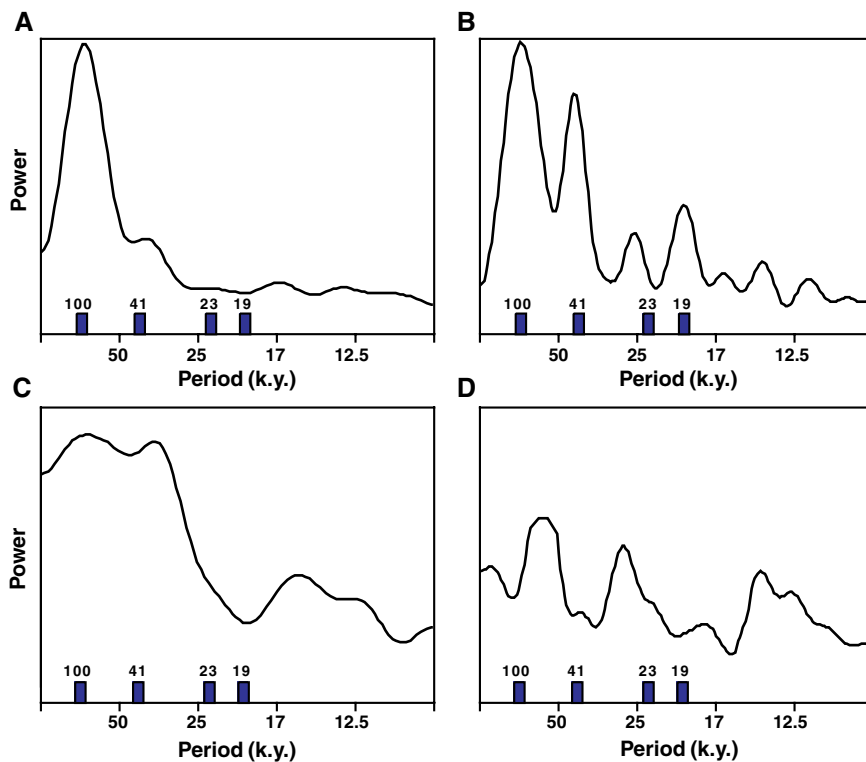 A
Power
100 41 23 19
50 25 17 12.5
Period (k.y.)
B
100 41 23 19
50 25 17 12.5
Period (k.y.)
C
Power
100 41 23 19
50 25 17 12.5
Period (k.y.)
D
100 41 23 19
50 25 17 12.5
Period (k.y.)